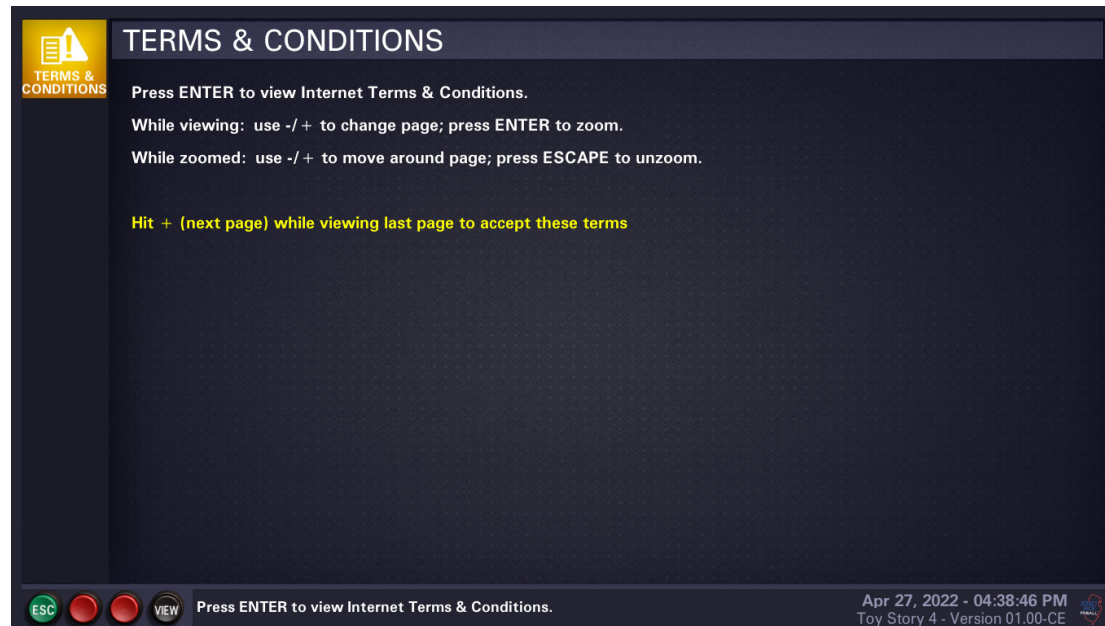 TERMS & CONDITIONS
TERMS &
CONDITIONS
Press ENTER to view Internet Terms & Conditions.
While viewing: use -/+ to change page; press ENTER to zoom.
While zoomed: use -/+ to move around page; press ESCAPE to unzoom.
Hit + (next page) while viewing last page to accept these terms
ESC
VIEW
Press ENTER to view Internet Terms & Conditions.
Apr 27, 2022 - 04:38:46 PM
Toy Story 4 - Version 01.00-CE